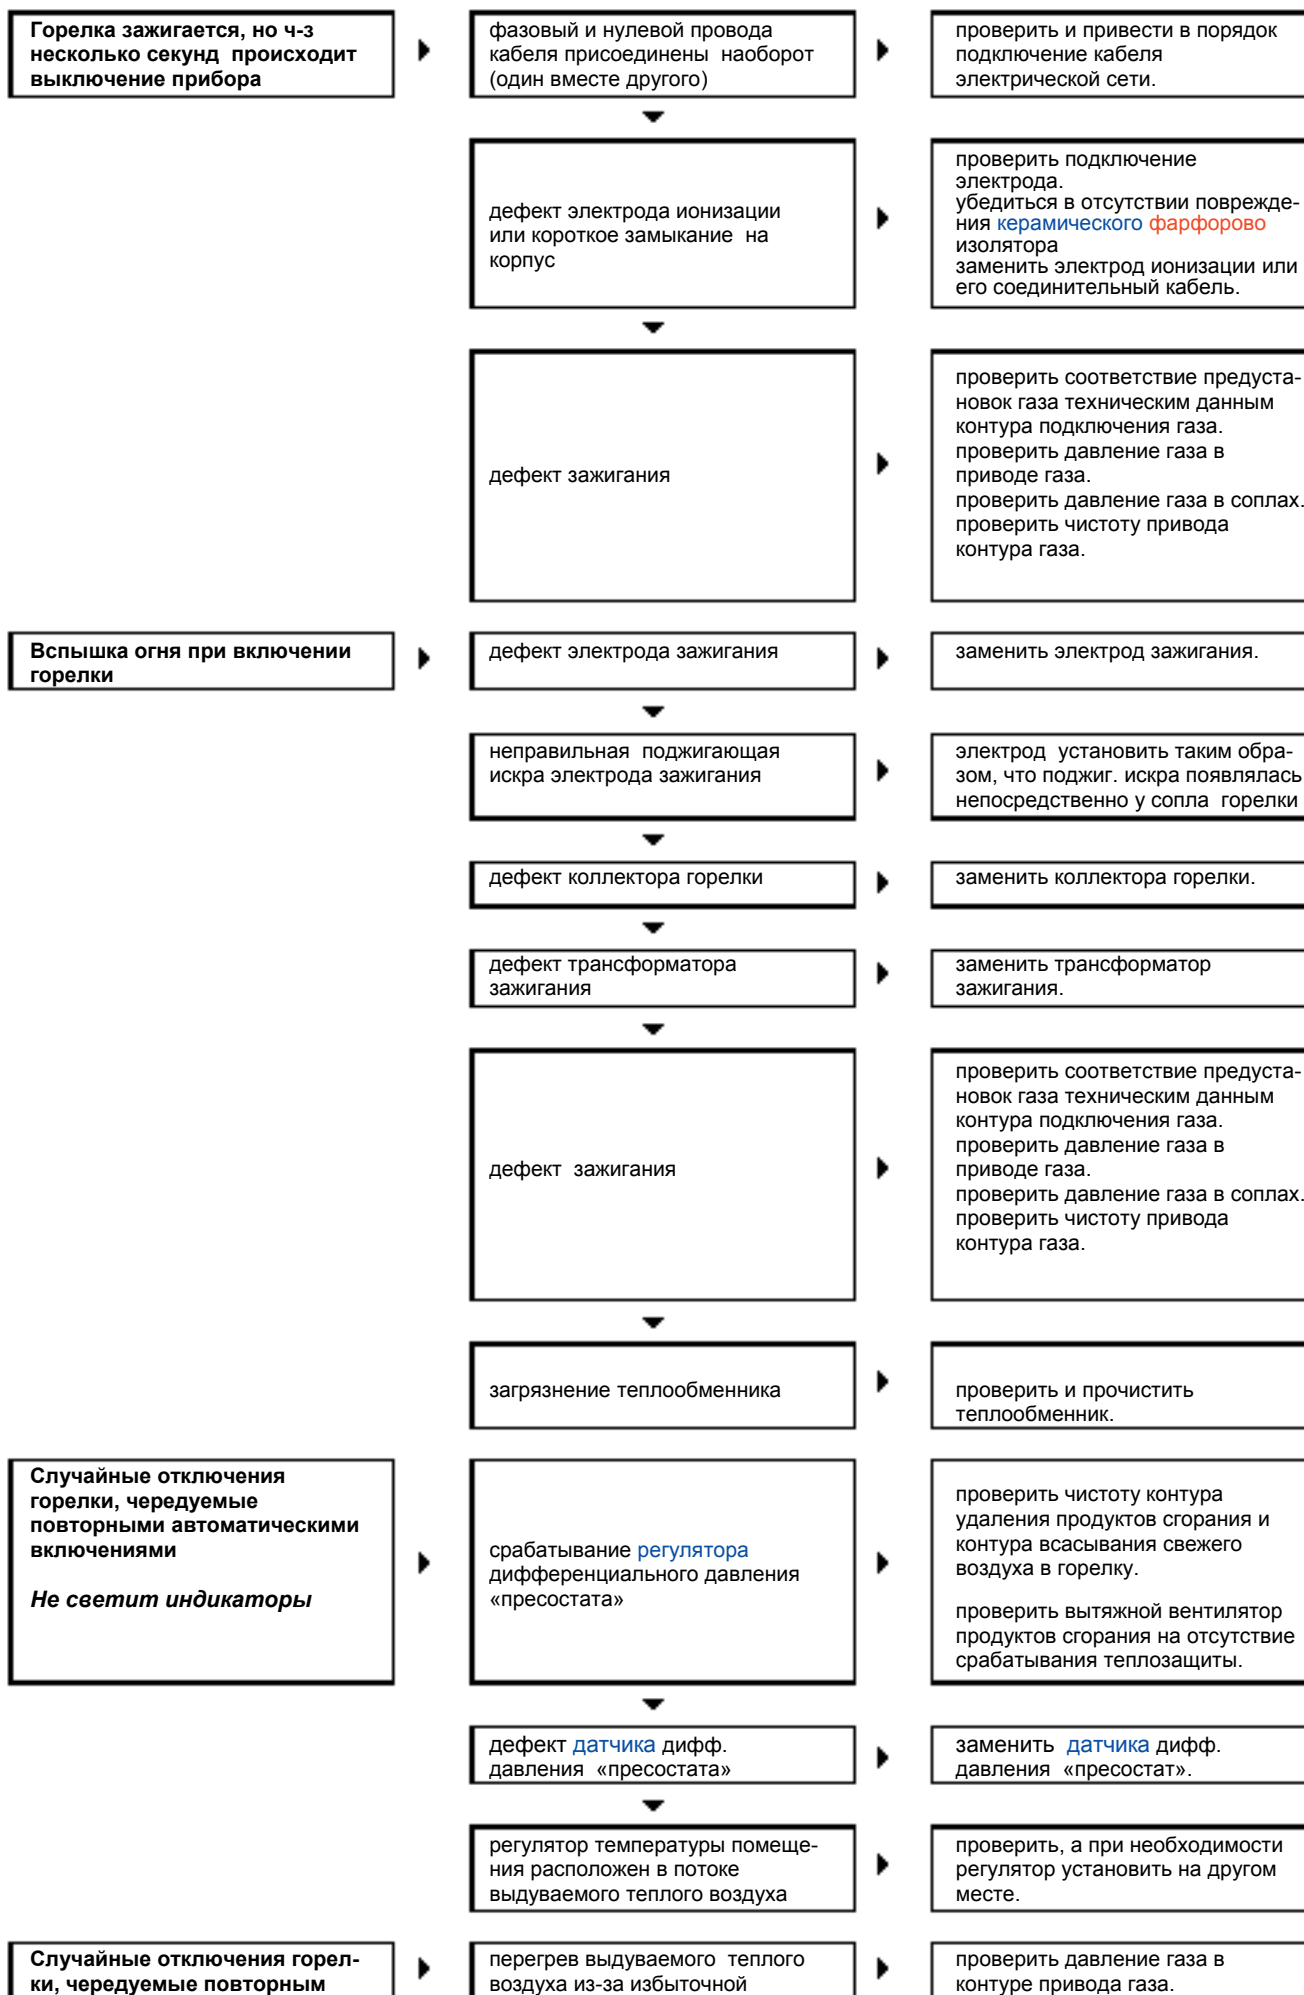 Горелка зажигается, но ч-з
несколько секунд происходит
выключение прибора
фазовый и нулевой провода
кабеля присоединены наоборот
(один вместо другого)
проверить и привести в порядок
подключение кабеля
электрической сети.
дефект электрода ионизации
или короткое замыкание на
корпус
проверить подключение
электрода.
убедиться в отсутствии поврежде-
ния керамического фарфорово
изолятора
заменить электрод ионизации или
его соединительный кабель.
дефект зажигания
проверить соответствие предуста-
новок газа техническим данным
контура подключения газа.
проверить давление газа в
приводе газа.
проверить давление газа в соплах.
проверить чистоту привода
контура газа.
Вспышка огня при включении
горелки
дефект электрода зажигания
заменить электрод зажигания.
неправильная поджигающая
искра электрода зажигания
электрод установить таким обра-
зом, что поджиг. искра появлялась
непосредственно у сопла горелки
дефект коллектора горелки
заменить коллектора горелки.
дефект трансформатора
зажигания
заменить трансформатор
зажигания.
дефект зажигания
проверить соответствие предуста-
новок газа техническим данным
контура подключения газа.
проверить давление газа в
приводе газа.
проверить давление газа в соплах.
проверить чистоту привода
контура газа.
загрязнение теплообменника
проверить и прочистить
теплообменник.
Случайные отключения
горелки, чередуемые
повторными автоматическими
включениями
Не светит индикаторы
срабатывание регулятора
дифференциального давления
«пресостата»
проверить чистоту контура
удаления продуктов сгорания и
контура всасывания свежего
воздуха в горелку.
проверить вытяжной вентилятор
продуктов сгорания на отсутствие
срабатывания теплозащиты.
дефект датчика дифф.
давления «пресостата»
заменить датчика дифф.
давления «пресостат».
регулятор температуры помеще-
ния расположен в потоке
выдуваемого теплого воздуха
проверить, а при необходимости
регулятор установить на другом
месте.
Случайные отключения горел-
ки, чередуемые повторным
перегрев выдуваемого теплого
воздуха из-за избыточной
проверить давление газа в
контуре привода газа.